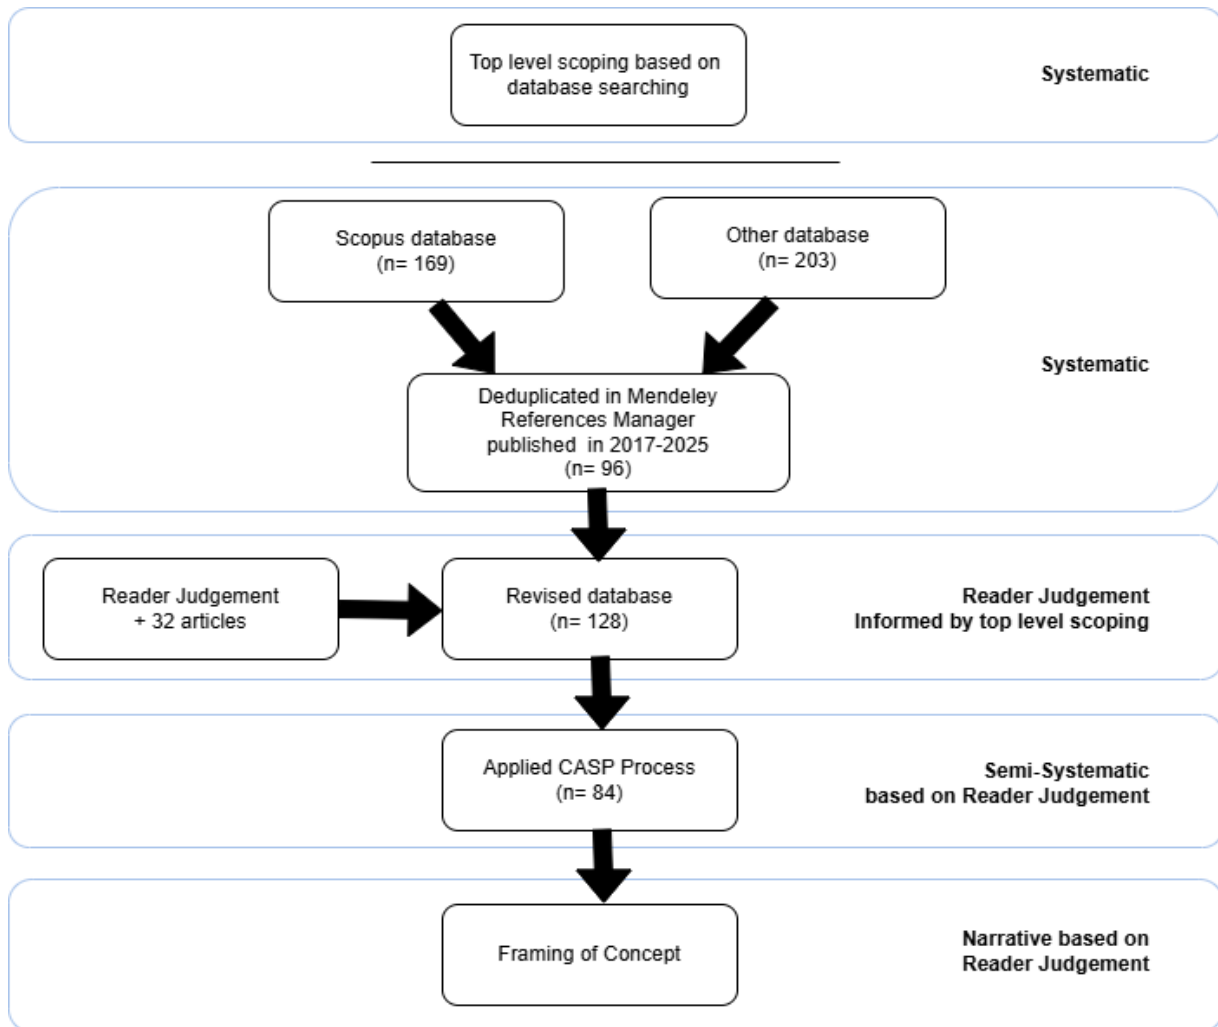 Top level scoping based on
database searching
Systematic
Scopus database
(n= 169)
Other database
(n= 203)
Systematic
Deduplicated in Mendeley
References Manager
published in 2017-2025
(n= 96)
Reader Judgement
+ 32 articles
Revised database
(n= 128)
Reader Judgement
Informed by top level scoping
Applied CASP Process
(n= 84)
Semi-Systematic
based on Reader Judgement
Framing of Concept
Narrative based on
Reader Judgement